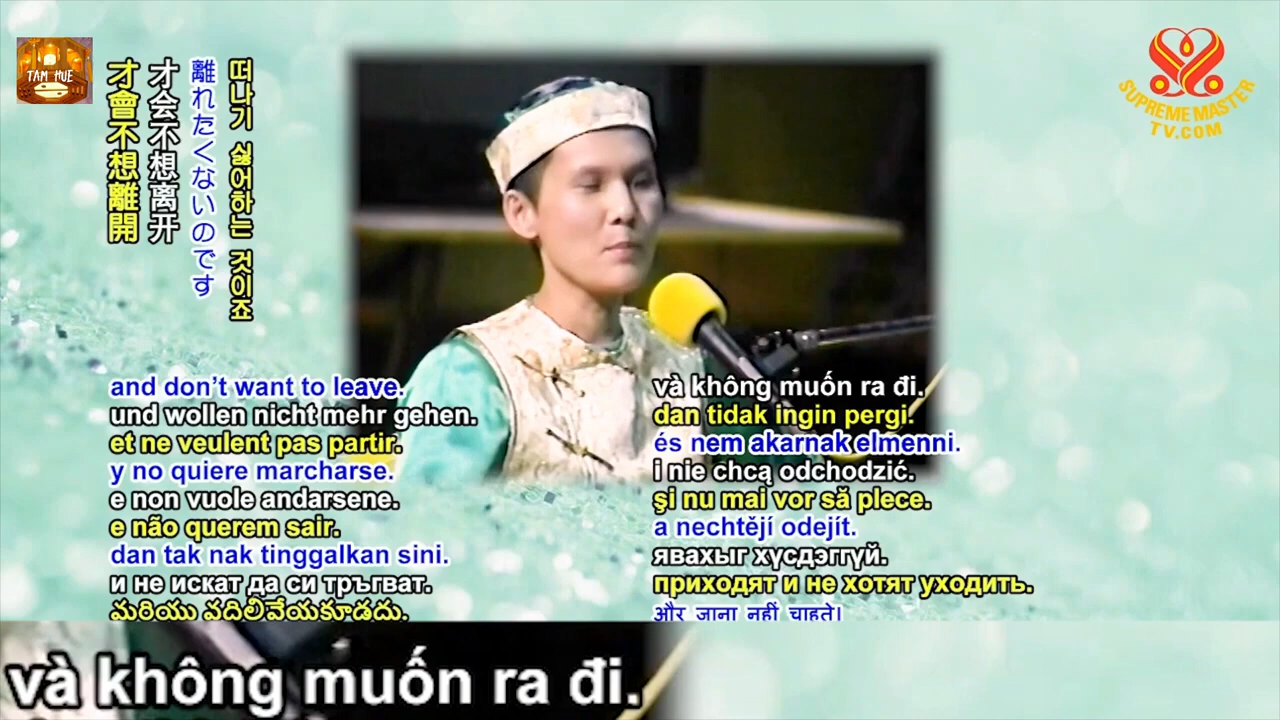 TAM HUE
才會不想離開
才会不想离开
離れたくないのです
떠나기 싫어하는 것이죠
SUPREME MASTER
TV.COM
and don't want to leave.
und wollen nicht mehr gehen.
et ne veulent pas partir.
y no quiere marcharse.
e non vuole andarsene.
e não querem sair.
dan tak nak tinggalkan sini.
и не искат да си тръгват.
మరియు వదిలివేయకూడదు.
và không muốn ra đi.
dan tidak ingin pergi.
és nem akarnak elmenni.
i nie chcą odchodzić.
şi nu mai vor să plece.
a nechtějí odejít.
явахыг хүсдэггүй.
приходят и не хотят уходить.
और जाना नहीं चाहते।
và không muốn ra đi.